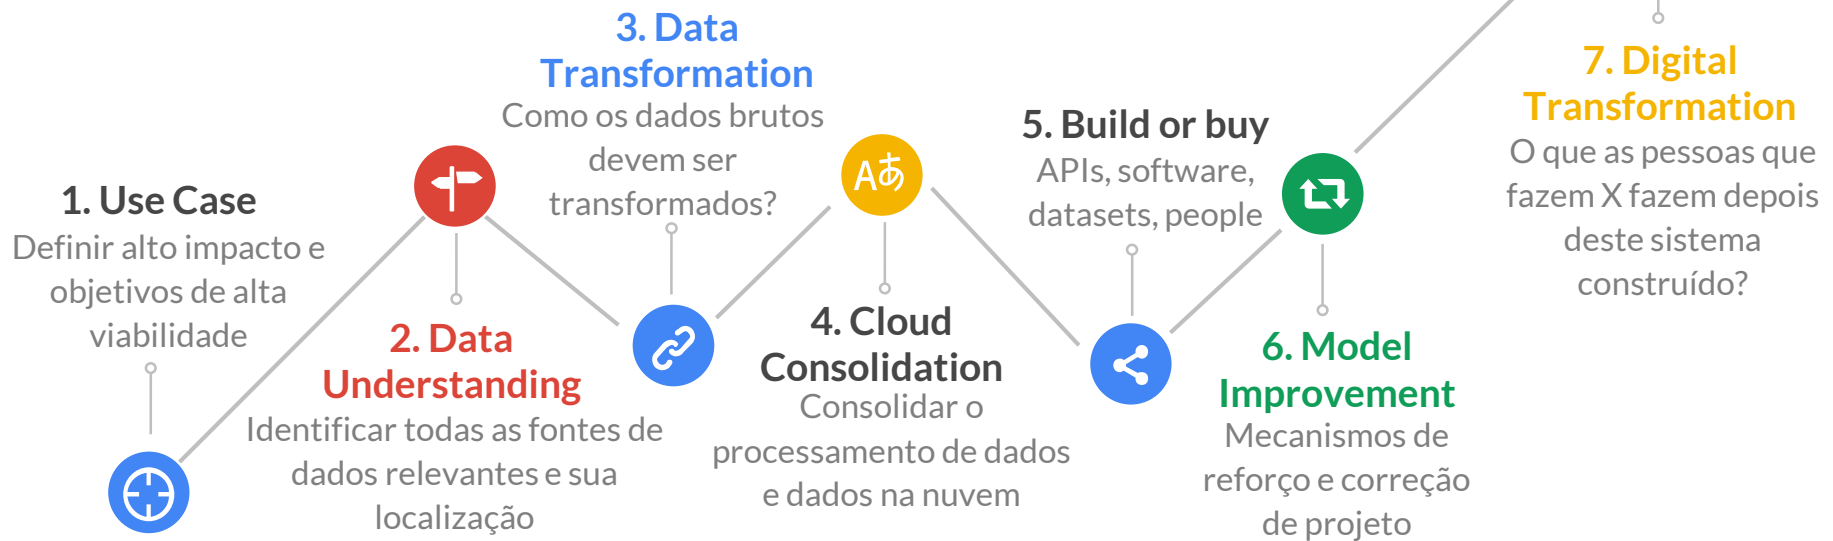 1. Use Case
Definir alto impacto e
objetivos de alta
viabilidade
2. Data
Understanding
Identificar todas as fontes de
dados relevantes e sua
localização
3. Data
Transformation
Como os dados brutos
devem ser
transformados?
Aあ
4. Cloud
Consolidation
Consolidar o
processamento de dados
e dados na nuvem
5. Build or buy
APIs, software,
datasets, people
6. Model
Improvement
Mecanismos de
reforço e correção
de projeto
7. Digital
Transformation
O que as pessoas que
fazem X fazem depois
deste sistema
construído?